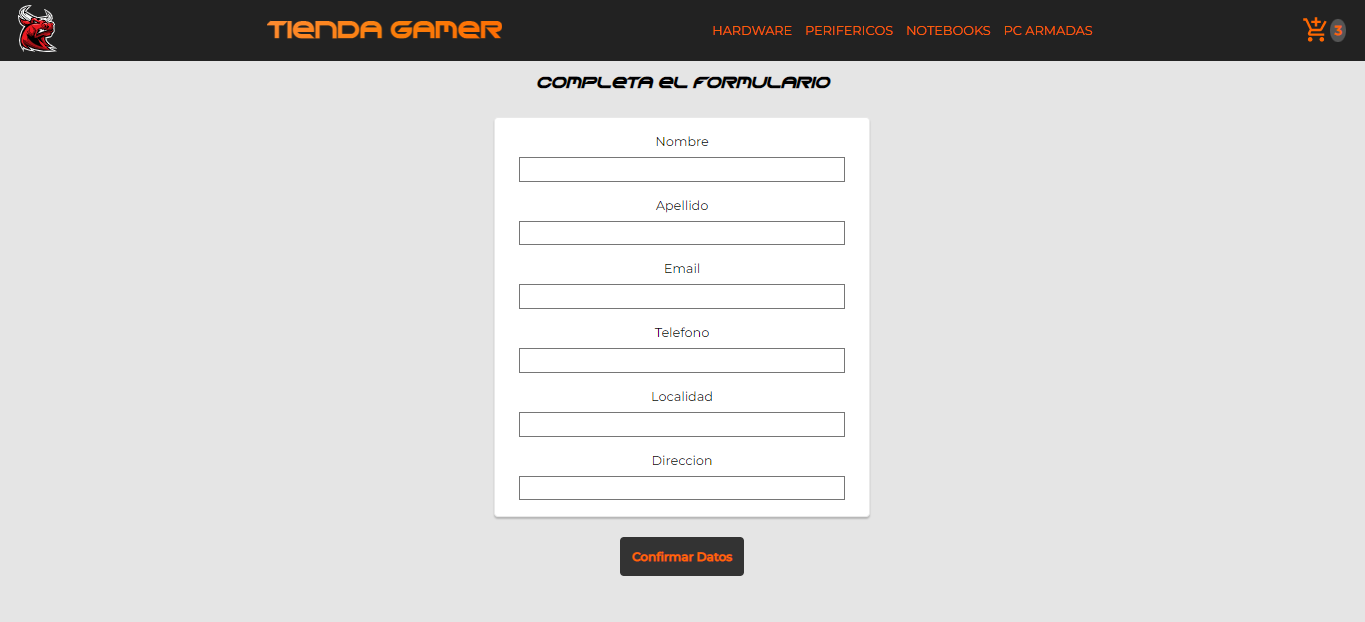 TIENDA GAMER
HARDWARE PERIFERICOS NOTEBOOKS PC ARMADAS
3
COMPLETA EL FORMULARIO
Nombre
Apellido
Email
Telefono
Localidad
Direccion
Confirmar Datos